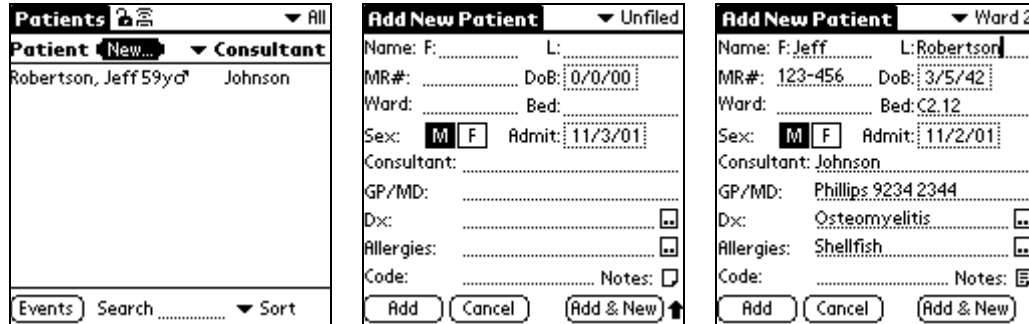 Patients ▼ All
Patient New... ▼ Consultant
Robertson, Jeff 59y♂ Johnson
Events Search ▼ Sort
Add New Patient ▼ Unfiled
Name: F: L:
MR#: DoB: 0/0/00
Ward: Bed:
Sex: M F Admit: 11/3/01
Consultant:
GP/MD:
Dx:
Allergies:
Code: Notes:
Add Cancel Add & New
Add New Patient ▼ Ward 2
Name: F: Jeff L: Robertson
MR#: 123-456 DoB: 3/5/42
Ward: Bed: C2.12
Sex: M F Admit: 11/2/01
Consultant: Johnson
GP/MD: Phillips 9234 2344
Dx: Osteomyelitis
Allergies: Shellfish
Code: Notes:
Add Cancel Add & New